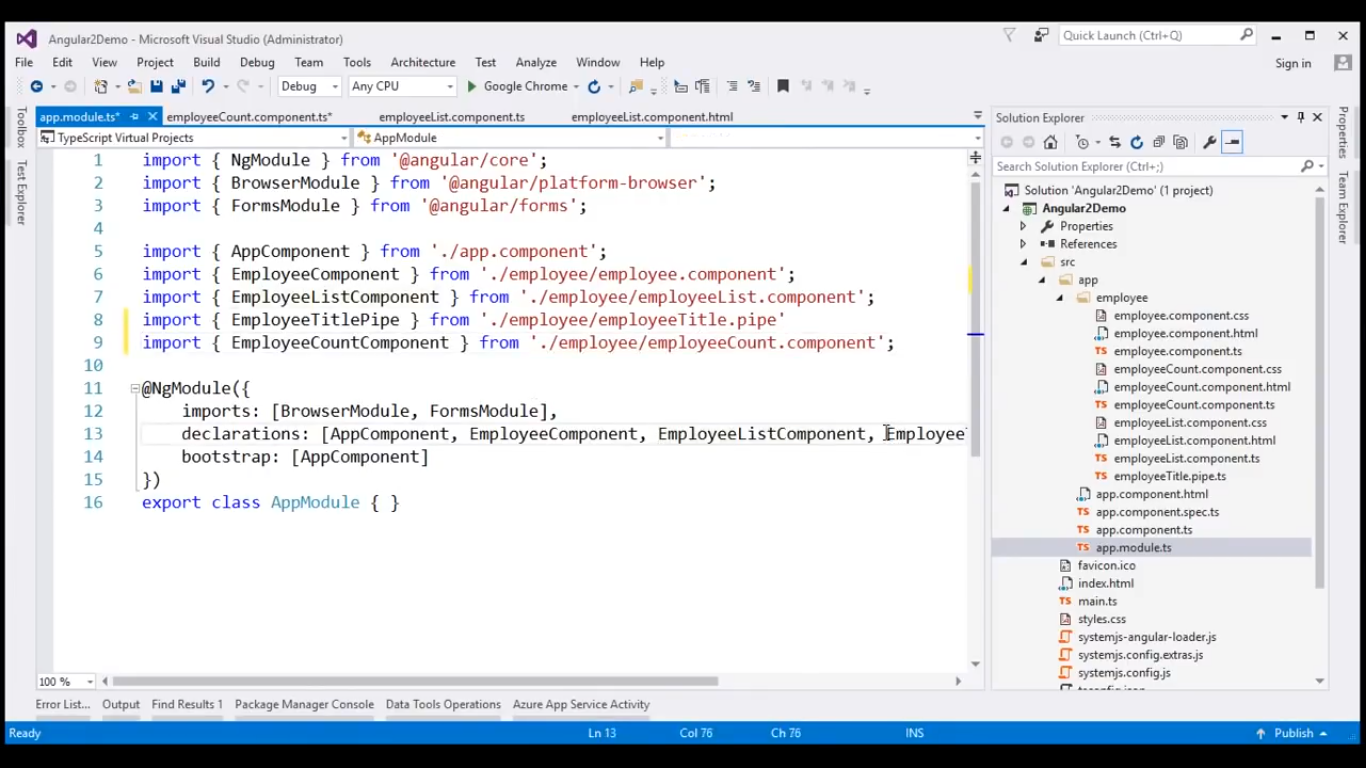 Angular2Demo - Microsoft Visual Studio (Administrator)
Quick Launch (Ctrl+Q)
File Edit View Project Build Debug Team Tools Architecture Test Analyze Window Help
Sign in
Debug Any CPU Google Chrome
app.module.ts* employeeCount.component.ts* employeeList.component.ts employeeList.component.html
TypeScript Virtual Projects AppModule
Toolbox
Test Explorer
1 import { NgModule } from '@angular/core';
2 import { BrowserModule } from '@angular/platform-browser';
3 import { FormsModule } from '@angular/forms';
4
5 import { AppComponent } from './app.component';
6 import { EmployeeComponent } from './employee/employee.component';
7 import { EmployeeListComponent } from './employee/employeeList.component';
8 import { EmployeeTitlePipe } from './employee/employeeTitle.pipe'
9 import { EmployeeCountComponent } from './employee/employeeCount.component';
10
11 @NgModule({
12 imports: [BrowserModule, FormsModule],
13 declarations: [AppComponent, EmployeeComponent, EmployeeListComponent, Employee
14 bootstrap: [AppComponent]
15 })
16 export class AppModule { }
100 %
Solution Explorer
Search Solution Explorer (Ctrl+;)
Solution 'Angular2Demo' (1 project)
Angular2Demo
Properties
References
src
app
employee
employee.component.css
employee.component.html
TS employee.component.ts
employeeCount.component.css
employeeCount.component.html
TS employeeCount.component.ts
employeeList.component.css
employeeList.component.html
TS employeeList.component.ts
TS employeeTitle.pipe.ts
app.component.html
TS app.component.spec.ts
TS app.component.ts
TS app.module.ts
favicon.ico
index.html
TS main.ts
styles.css
systemjs-angular-loader.js
systemjs.config.extras.js
systemjs.config.js
Properties
Team Explorer
Error List... Output Find Results 1 Package Manager Console Data Tools Operations Azure App Service Activity
Ready Ln 13 Col 76 Ch 76 INS Publish